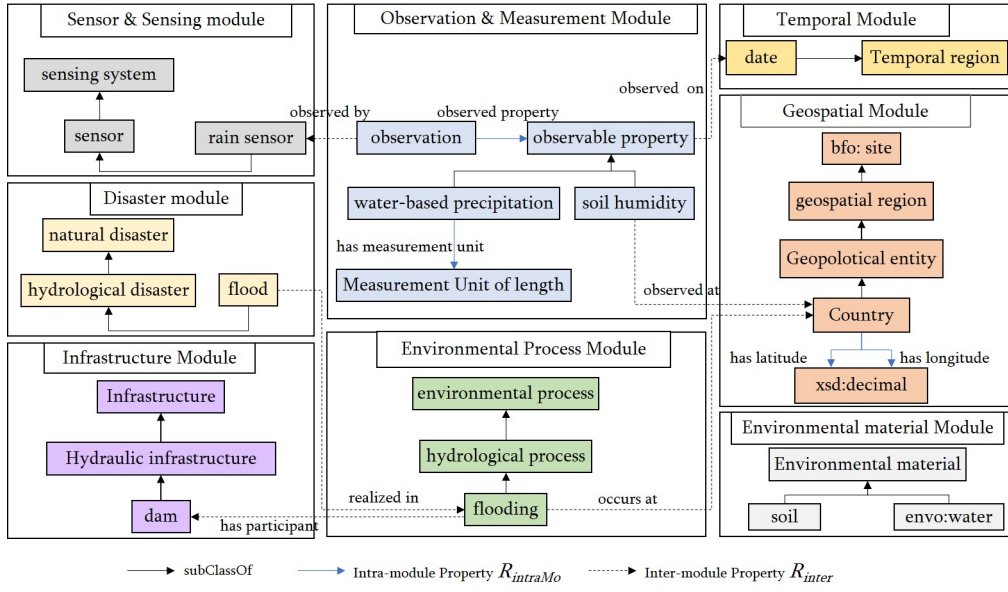 Sensor & Sensing module
sensing system
sensor
rain sensor
Disaster module
natural disaster
hydrological disaster
flood
Infrastructure Module
Infrastructure
Hydraulic infrastructure
dam
Observation & Measurement Module
observed by
observed property
observed on
observation
observable property
water-based precipitation
soil humidity
has measurement unit
Measurement Unit of length
observed at
Environmental Process Module
environmental process
hydrological process
realized in
flooding
occurs at
has participant
Temporal Module
date
Temporal region
Geospatial Module
bfo: site
geospatial region
Geopolotical entity
Country
has latitude
has longitude
xsd:decimal
Environmental material Module
Environmental material
soil
envo:water
subClassOf
Intra-module Property R_intraMo
Inter-module Property R_inter